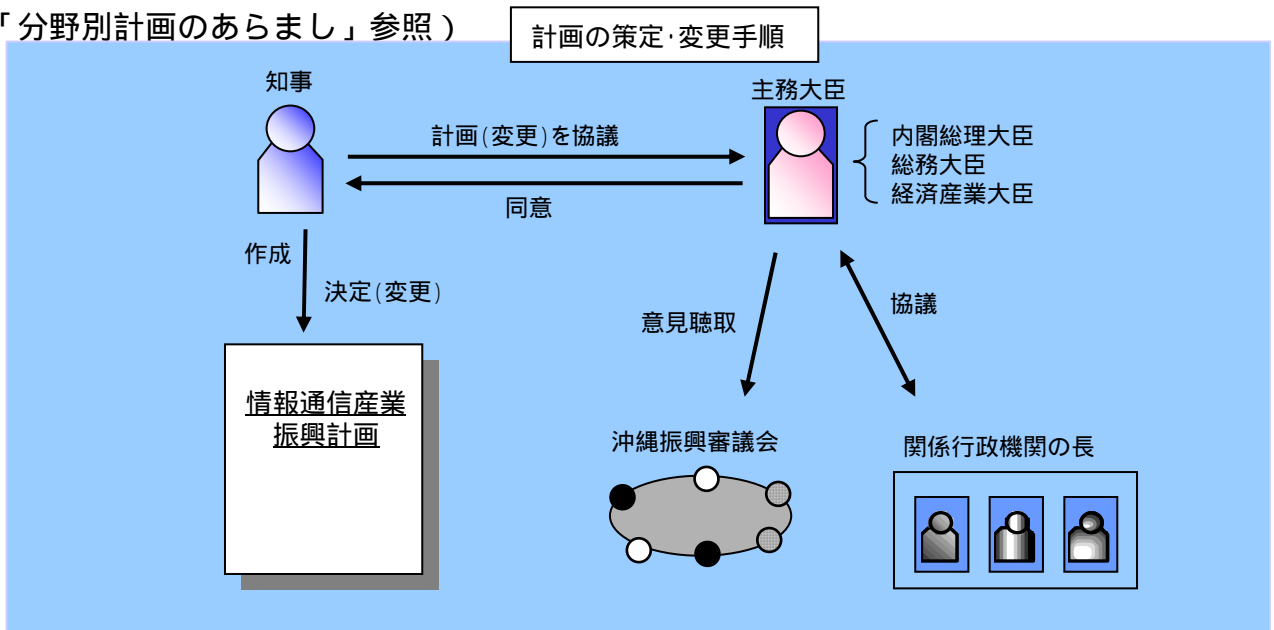 「分野別計画のあらまし」参照)
計画の策定·変更手順
知事
主務大臣
計画(変更)を協議
内閣総理大臣
総務大臣
経済産業大臣
同意
作成
決定(変更)
意見聴取
協議
情報通信産業
振興計画
沖縄振興審議会
関係行政機関の長